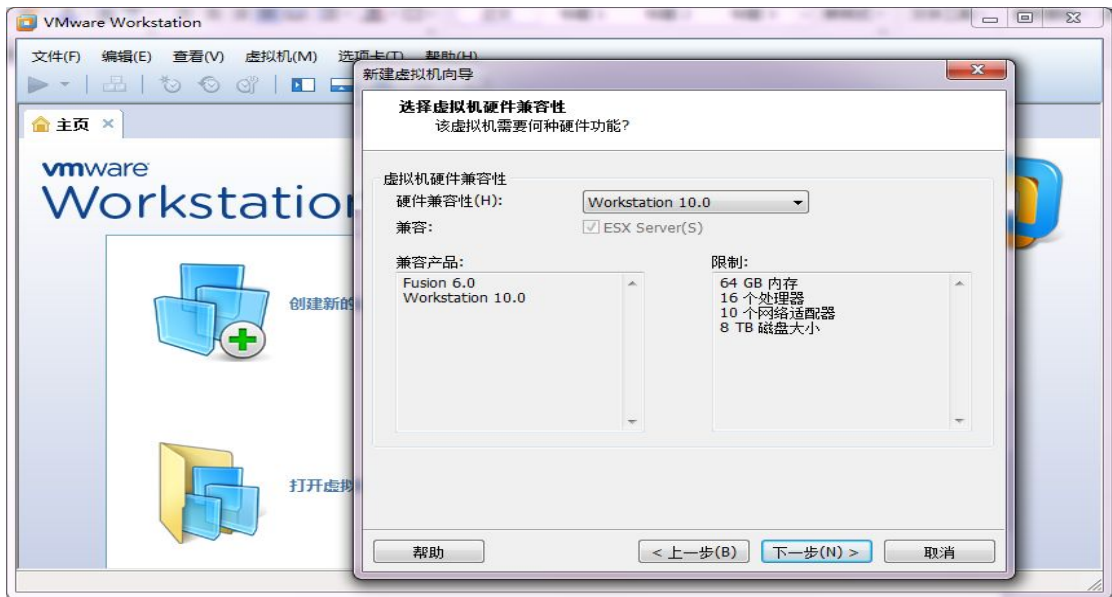 VMware Workstation
文件(F) 编辑(E) 查看(V) 虚拟机(M) 选项卡(T) 帮助(H)
新建虚拟机向导
主页
选择虚拟机硬件兼容性
该虚拟机需要何种硬件功能?
vmware
Workstation
虚拟机硬件兼容性
硬件兼容性(H):
Workstation 10.0
兼容:
ESX Server(S)
兼容产品:
限制:
Fusion 6.0
Workstation 10.0
64 GB 内存
16 个处理器
10 个网络适配器
8 TB 磁盘大小
创建新的
打开虚拟
帮助
< 上一步(B)
下一步(N) >
取消